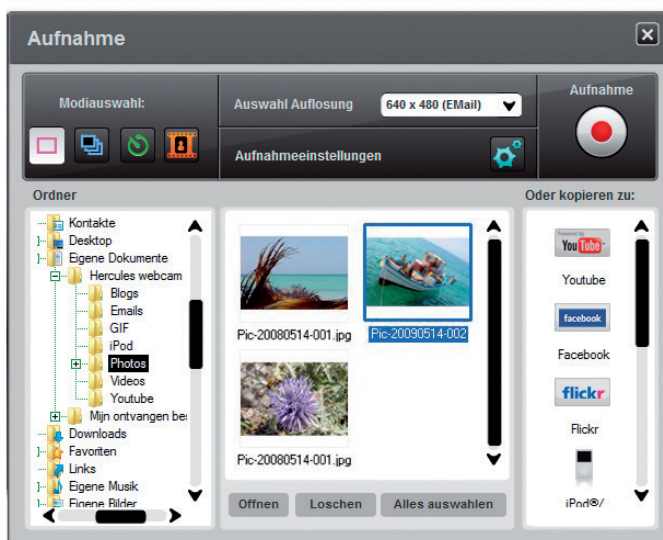 Aufnahme
Modiauswahl:
Auswahl Auflosung
640 x 480 (EMail)
Aufnahmeeinstellungen
Aufnahme
Ordner
Kontakte
Desktop
Eigene Dokumente
Hercules webcam
Blogs
Emails
GIF
iPod
Photos
Videos
Youtube
Mijn ontvangen be
Downloads
Favoriten
Links
Eigene Musik
Eigene Bilder
Pic-20080514-001.jpg
Pic-20090514-002
Pic-20080514-001.jpg
Offnen
Loschen
Alles auswahlen
Oder kopieren zu:
Powered by
YouTube
Youtube
facebook
Facebook
flickr
Flickr
iPod®/